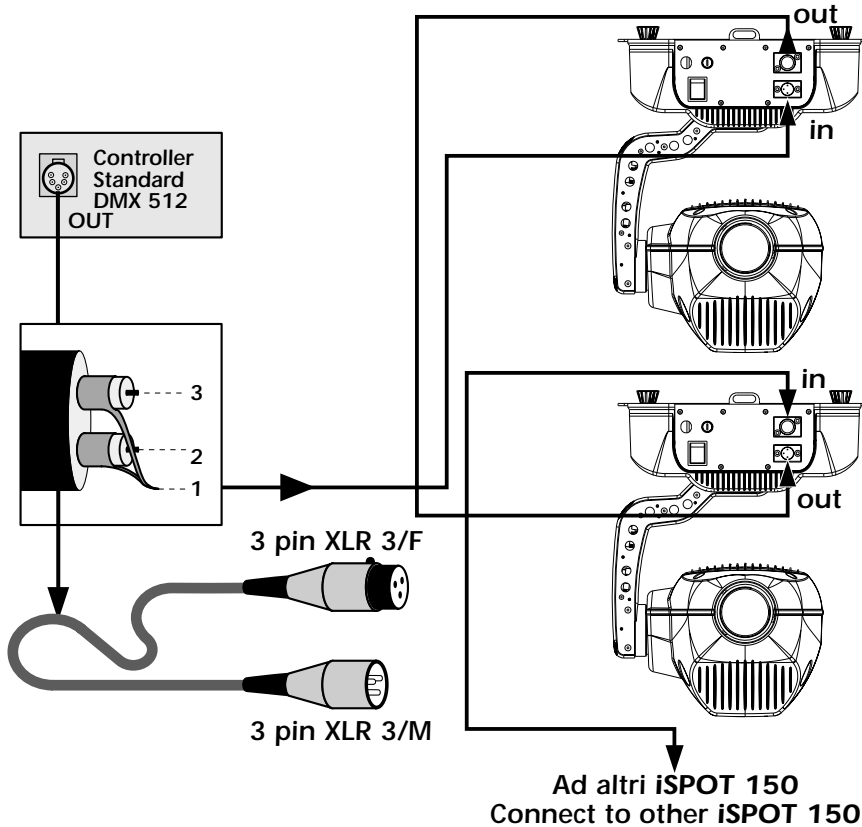 out
in
Controller
Standard
DMX 512
OUT
3
2
1
in
out
3 pin XLR 3/F
3 pin XLR 3/M
Ad altri iSPOT 150
Connect to other iSPOT 150